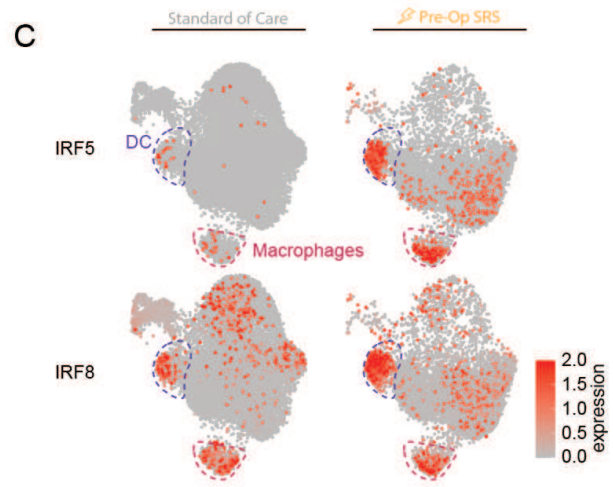 C
Standard of Care
Pre-Op SRS
IRF5
DC
Macrophages
IRF8
2.0
1.5
1.0
0.5
0.0
expression